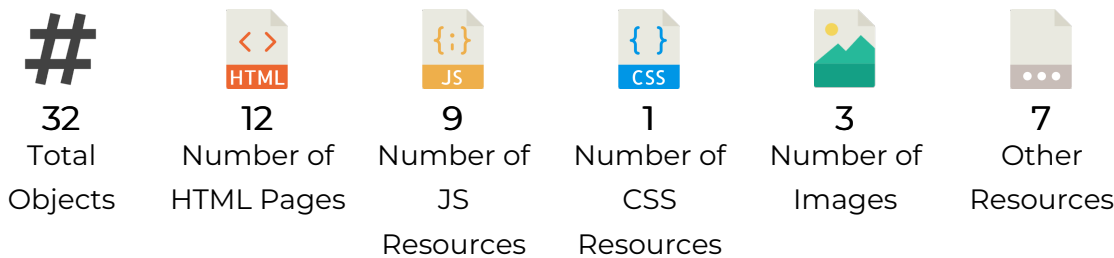 #
< >
HTML
{;}
JS
{ }
CSS
32
Total
Objects
12
Number of
HTML Pages
9
Number of
JS
Resources
1
Number of
CSS
Resources
3
Number of
Images
7
Other
Resources